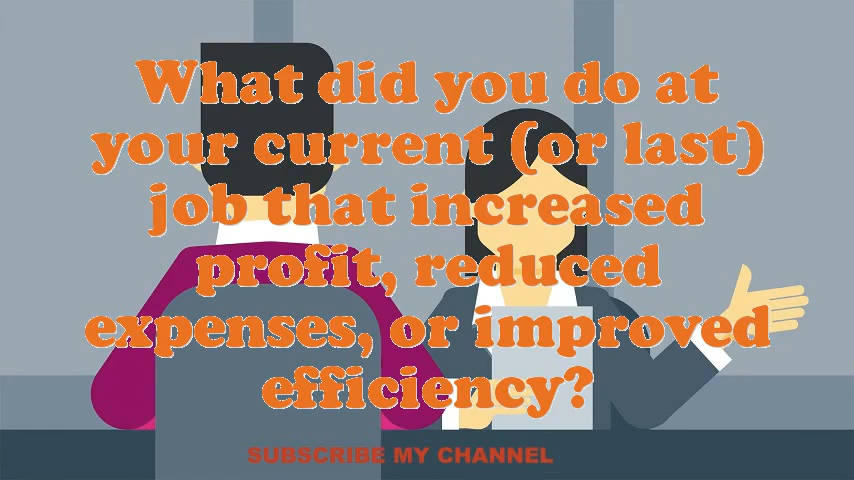 What did you do at
your current (or last)
job that increased
profit, reduced
expenses, or improved
efficiency?
SUBSCRIBE MY CHANNEL